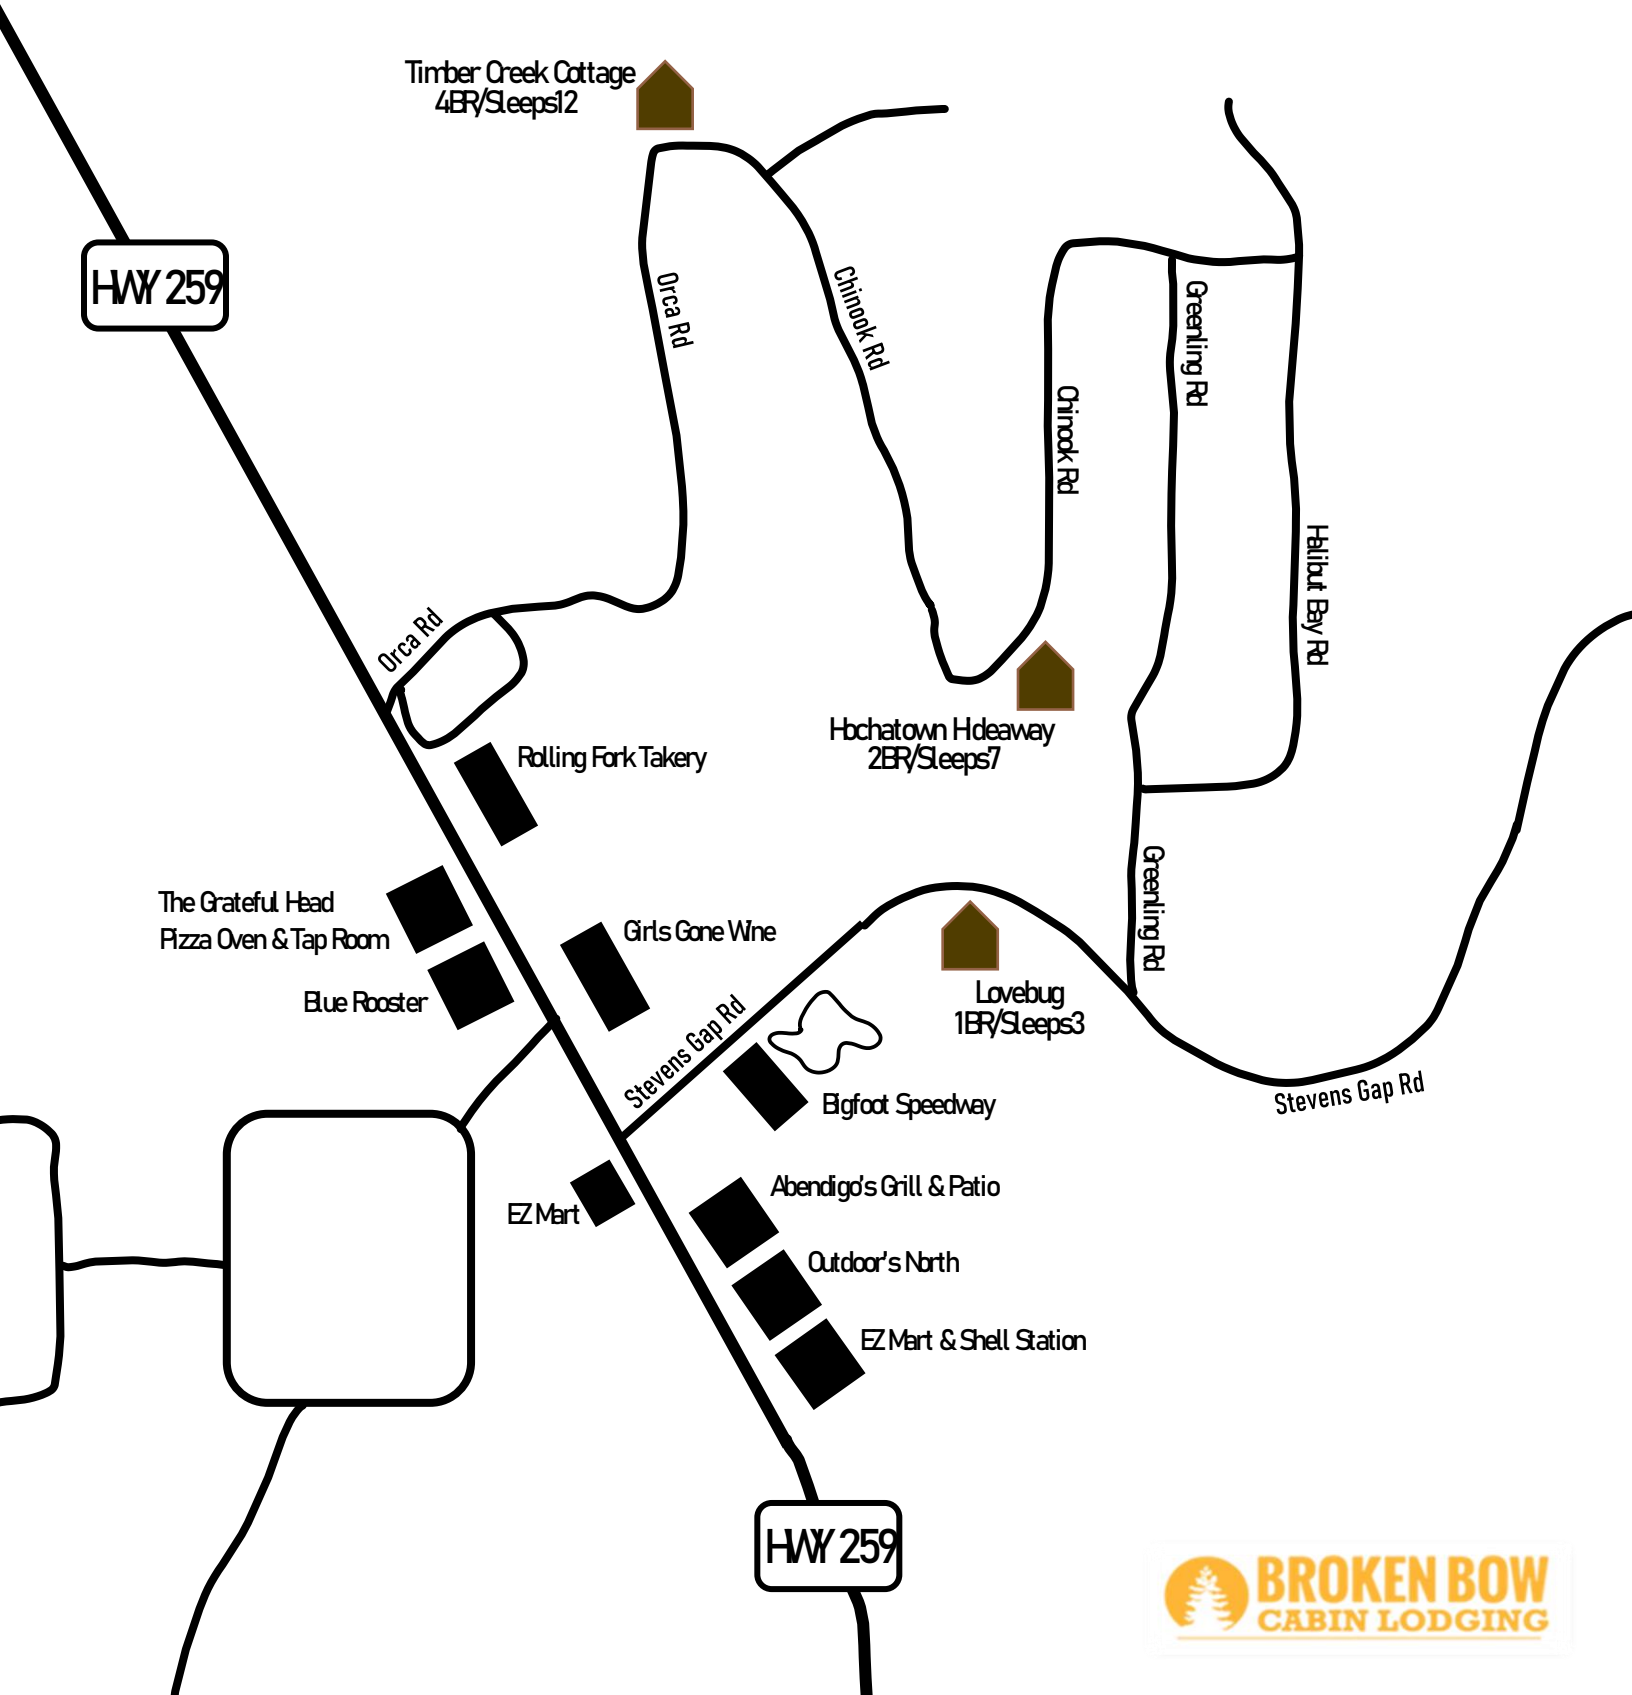 Timber Creek Cottage
4BR/Sleeps12
HWY 259
Orca Rd
Chinook Rd
Greenling Rd
Chinook Rd
Halibut Bay Rd
Orca Rd
Hochatown Hideaway
2BR/Sleeps7
Rolling Fork Takery
The Grateful Head
Pizza Oven & Tap Room
Girls Gone Wine
Greenling Rd
Blue Rooster
Lovebug
1BR/Sleeps3
Stevens Gap Rd
Bigfoot Speedway
Stevens Gap Rd
Abendigo's Grill & Patio
EZ Mart
Outdoor's North
EZ Mart & Shell Station
HWY 259
BROKEN BOW
CABIN LODGING